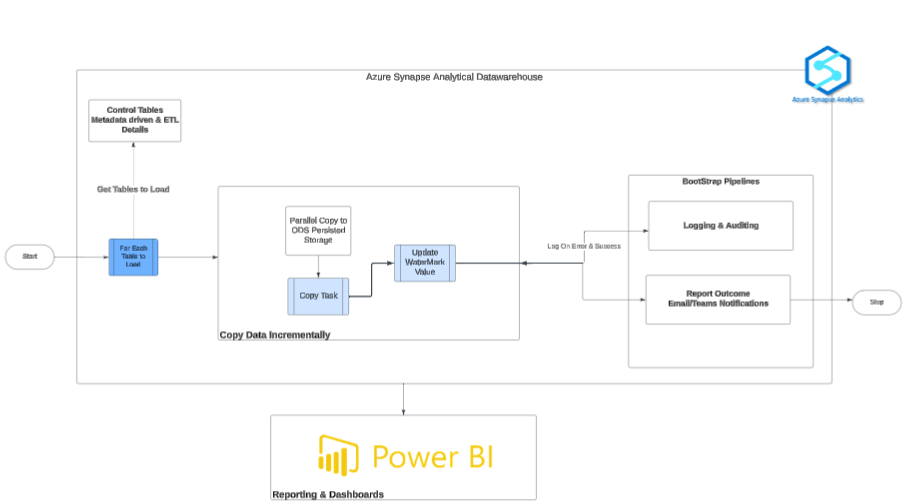 Azure Synapse Analytical Datawarehouse
Azure Synapse Analytics
Control Tables
Metadata driven & ETL
Details
Get Tables to Load
Start
For Each
Table to
Load
Parallel Copy to
ODS Persisted
Storage
Copy Task
Update
WaterMark
Value
Copy Data Incrementally
Log On Error & Success
BootStrap Pipelines
Logging & Auditing
Report Outcome
Email/Teams Notifications
Stop
Power BI
Reporting & Dashboards